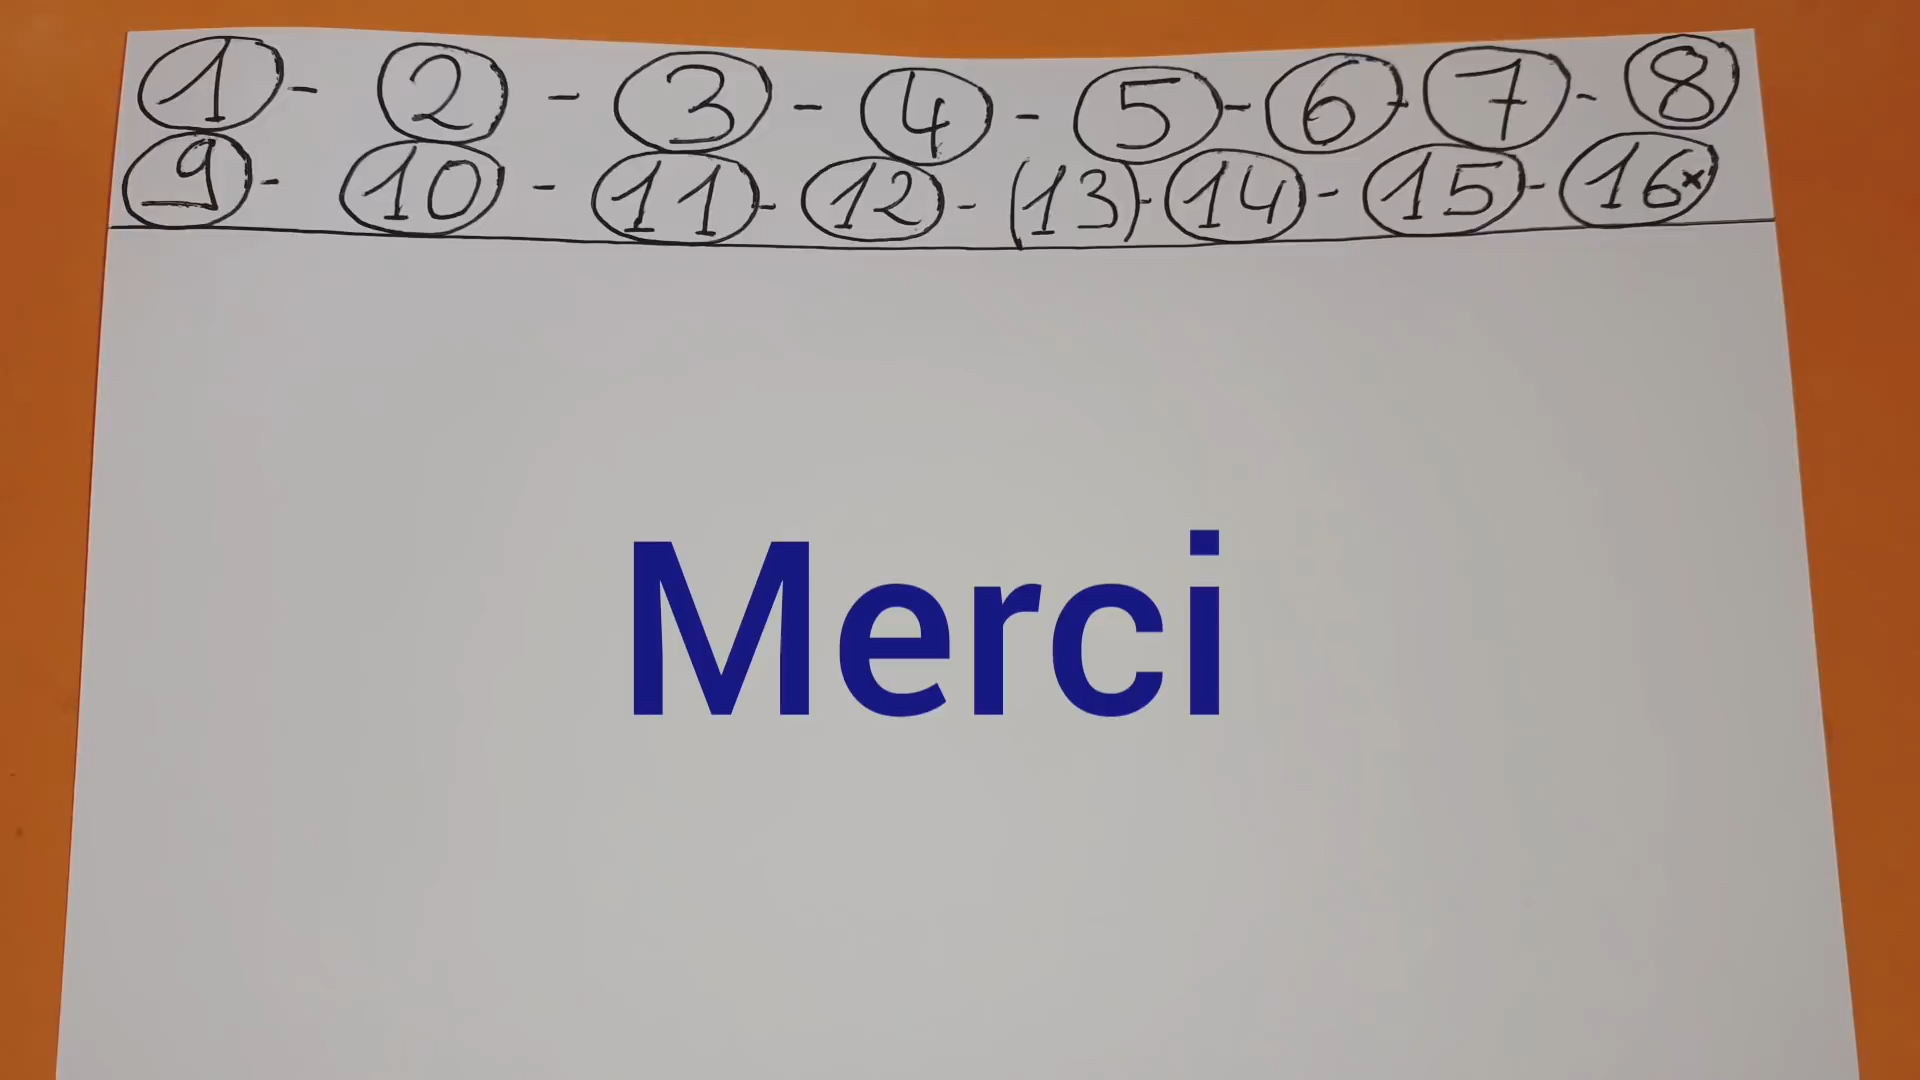 1 - 2 - 3 - 4 - 5 - 6 - 7 - 8
9 - 10 - 11 - 12 - (13) - 14 - 15 - 16×
Merci